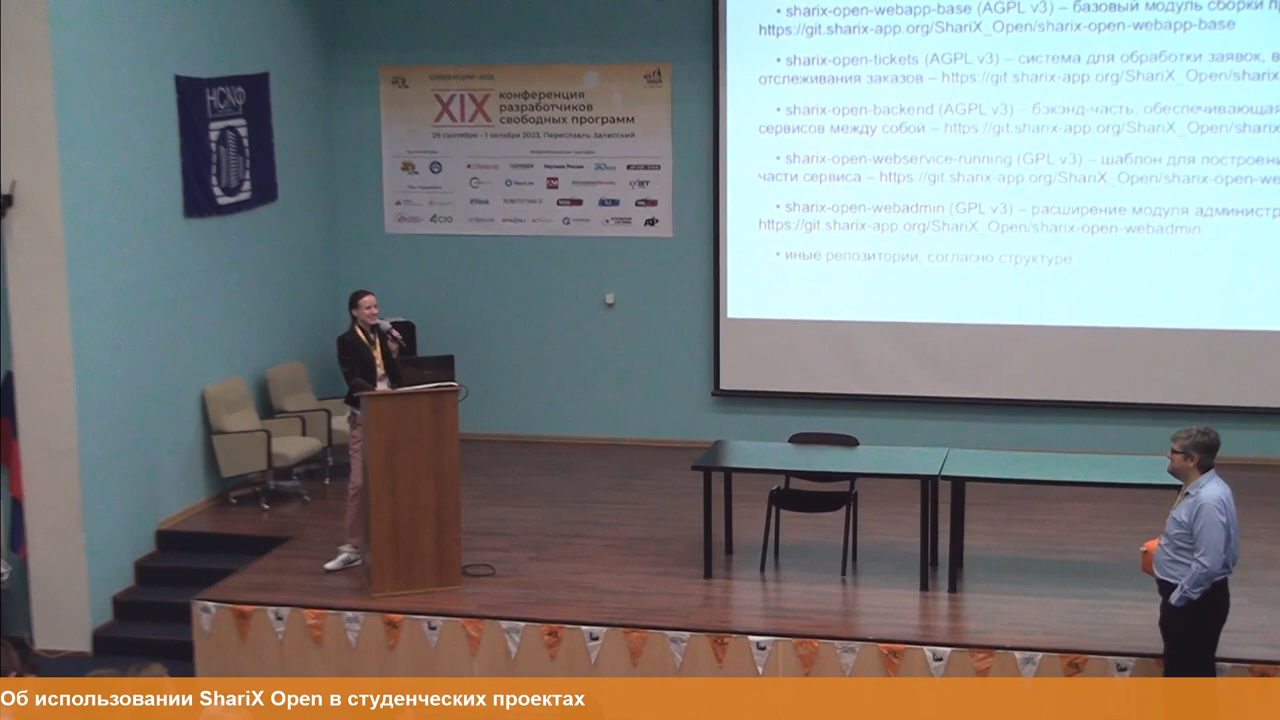 НСМФ
XIX
конференция
разработчиков
свободных программ
29 сентября - 1 октября 2023, Переславль-Залесский
• sharix-open-webapp-base (AGPL v3) – базовый модуль сборки
https://git.sharix-app.org/ShariX_Open/sharix-open-webapp-base
• sharix-open-tickets (AGPL v3) – система для обработки заявок,
отслеживания заказов – https://git.sharix-app.org/ShariX_Open/sharix
• sharix-open-backend (AGPL v3) – бэкэнд-часть, обеспечивающая
сервисов между собой – https://git.sharix-app.org/ShariX_Open/sharix
• sharix-open-webservice-running (GPL v3) – шаблон для построени
части сервиса – https://git.sharix-app.org/ShariX_Open/sharix-open-we
• sharix-open-webadmin (GPL v3) – расширение модуля администр
https://git.sharix-app.org/ShariX_Open/sharix-open-webadmin
• иные репозитории, согласно структуре
Об использовании ShariX Open в студенческих проектах